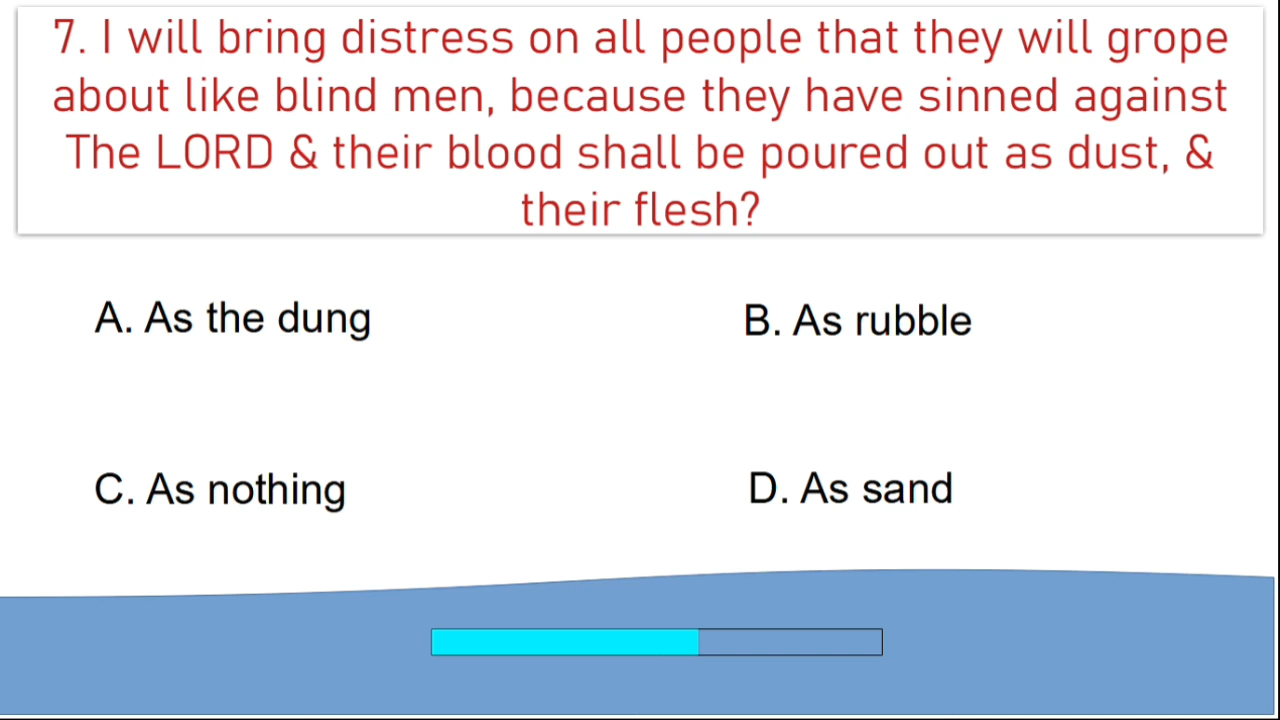 7. I will bring distress on all people that they will grope
about like blind men, because they have sinned against
The LORD & their blood shall be poured out as dust, &
their flesh?
A. As the dung
B. As rubble
C. As nothing
D. As sand